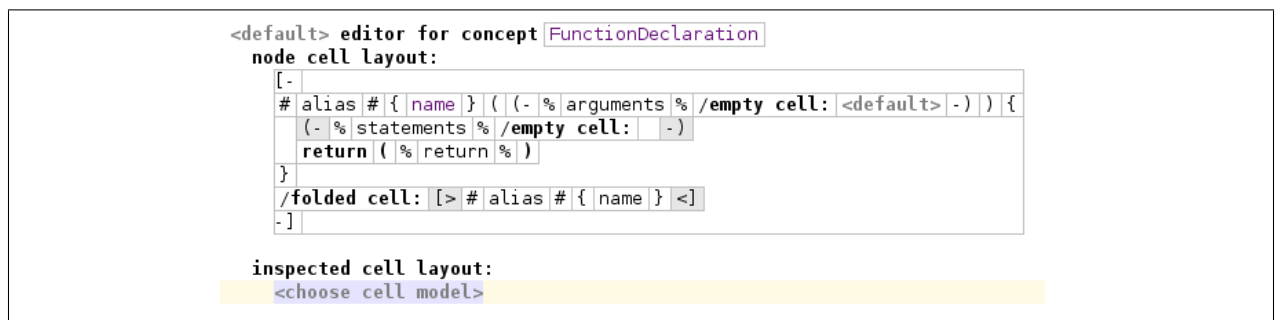 <default> editor for concept FunctionDeclaration
node cell layout:
[-
# alias # { name } ( (- % arguments % /empty cell: <default> -) ) {
(- % statements % /empty cell: -)
return ( % return % )
}
/folded cell: [> # alias # { name } <]
-]
inspected cell layout:
<choose cell model>